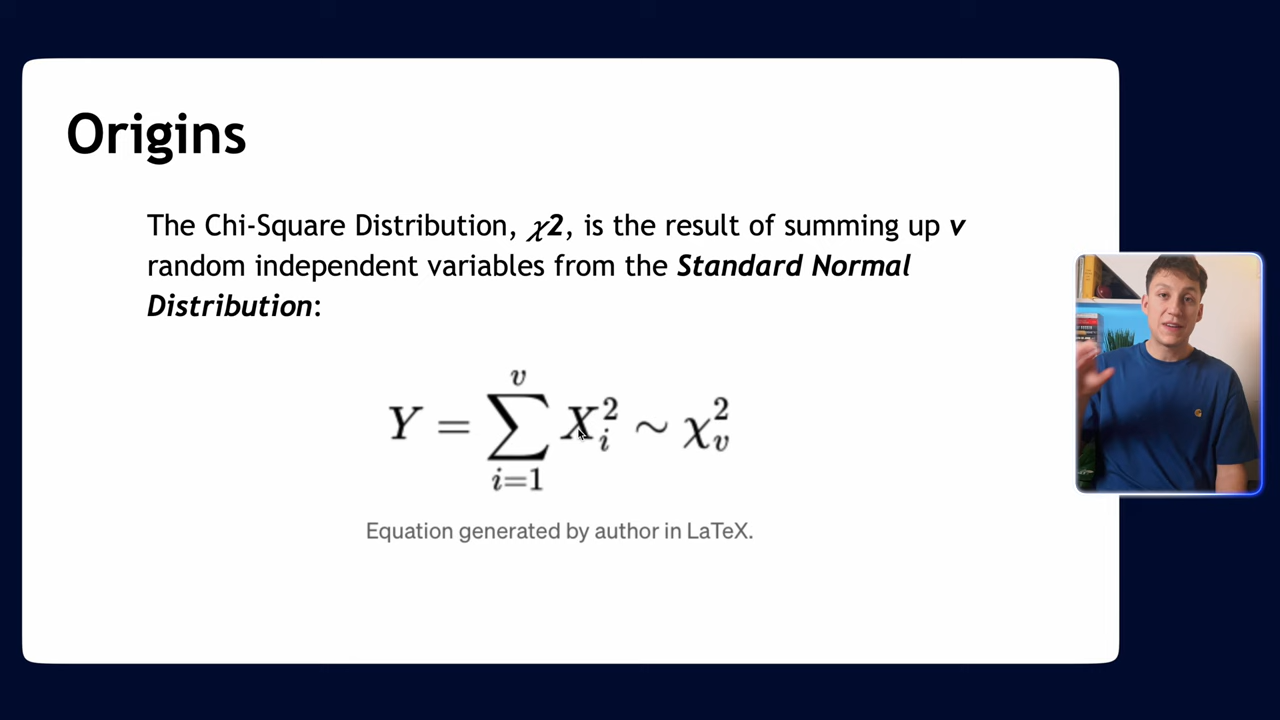 Origins
The Chi-Square Distribution, χ2, is the result of summing up v
random independent variables from the Standard Normal
Distribution:
Y = ∑_{i=1}^{v} X_i^2 ∼ χ_v^2
Equation generated by author in LaTeX.